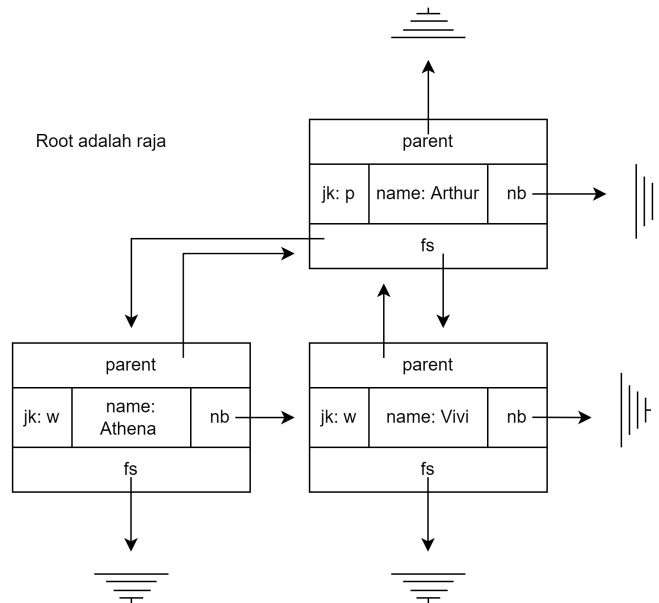 Root adalah raja
parent
jk: p
name: Arthur
nb
fs
parent
jk: w
name:
Athena
nb
fs
parent
jk: w
name: Vivi
nb
fs